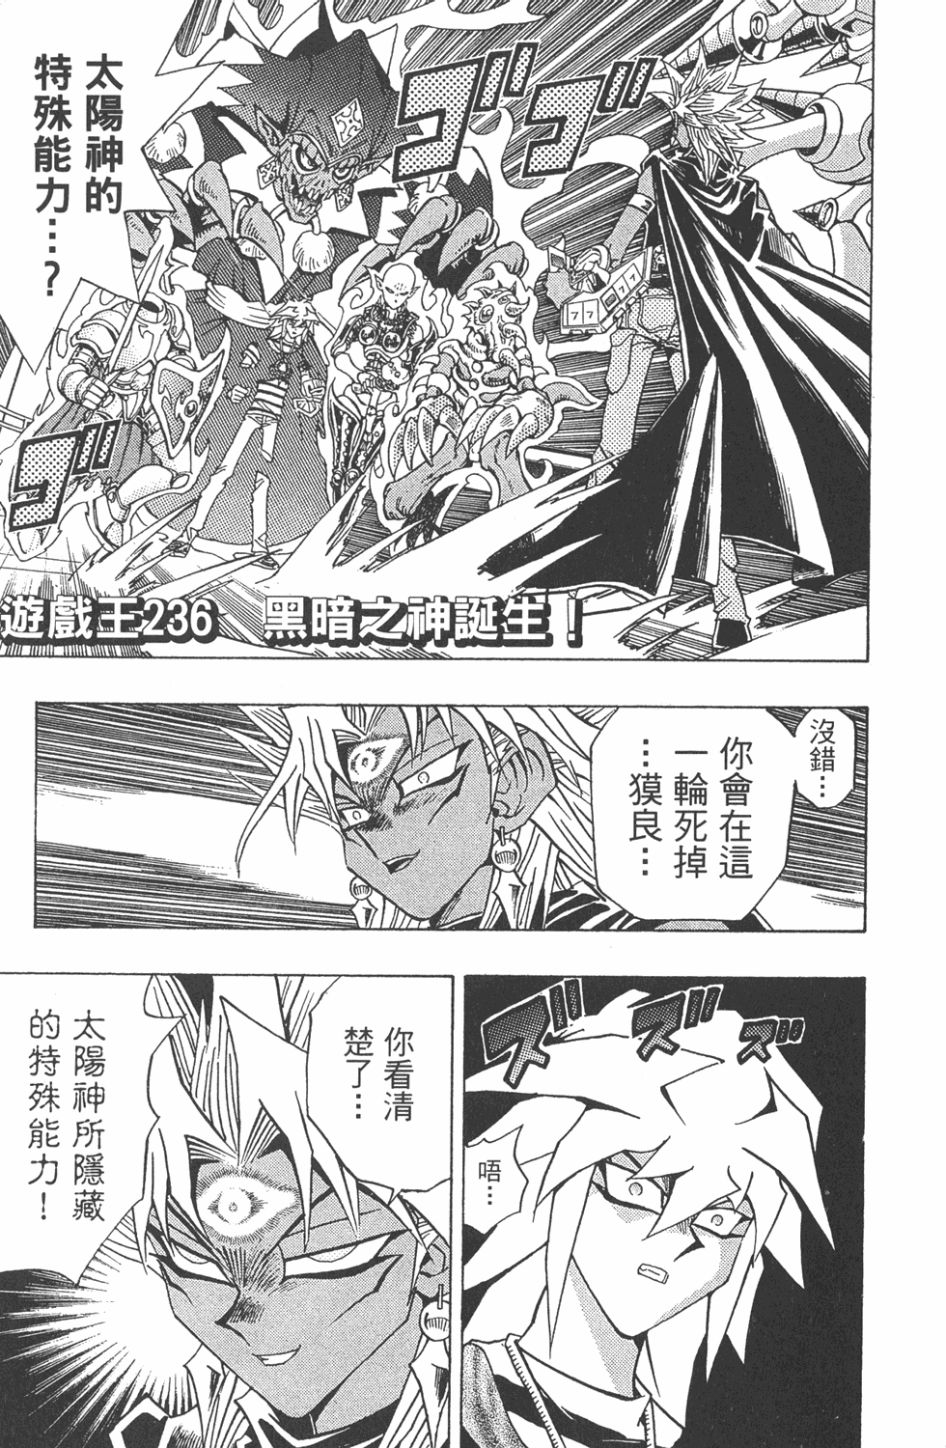 太陽神的
特殊能力…?
ゴゴ
ゴ
遊戲王236 黑暗之神誕生!
沒錯…
你會在這
一輪死掉
…獏良…
ズズズ
唔…
你看清
楚了…
太陽神所隱藏
的特殊能力!